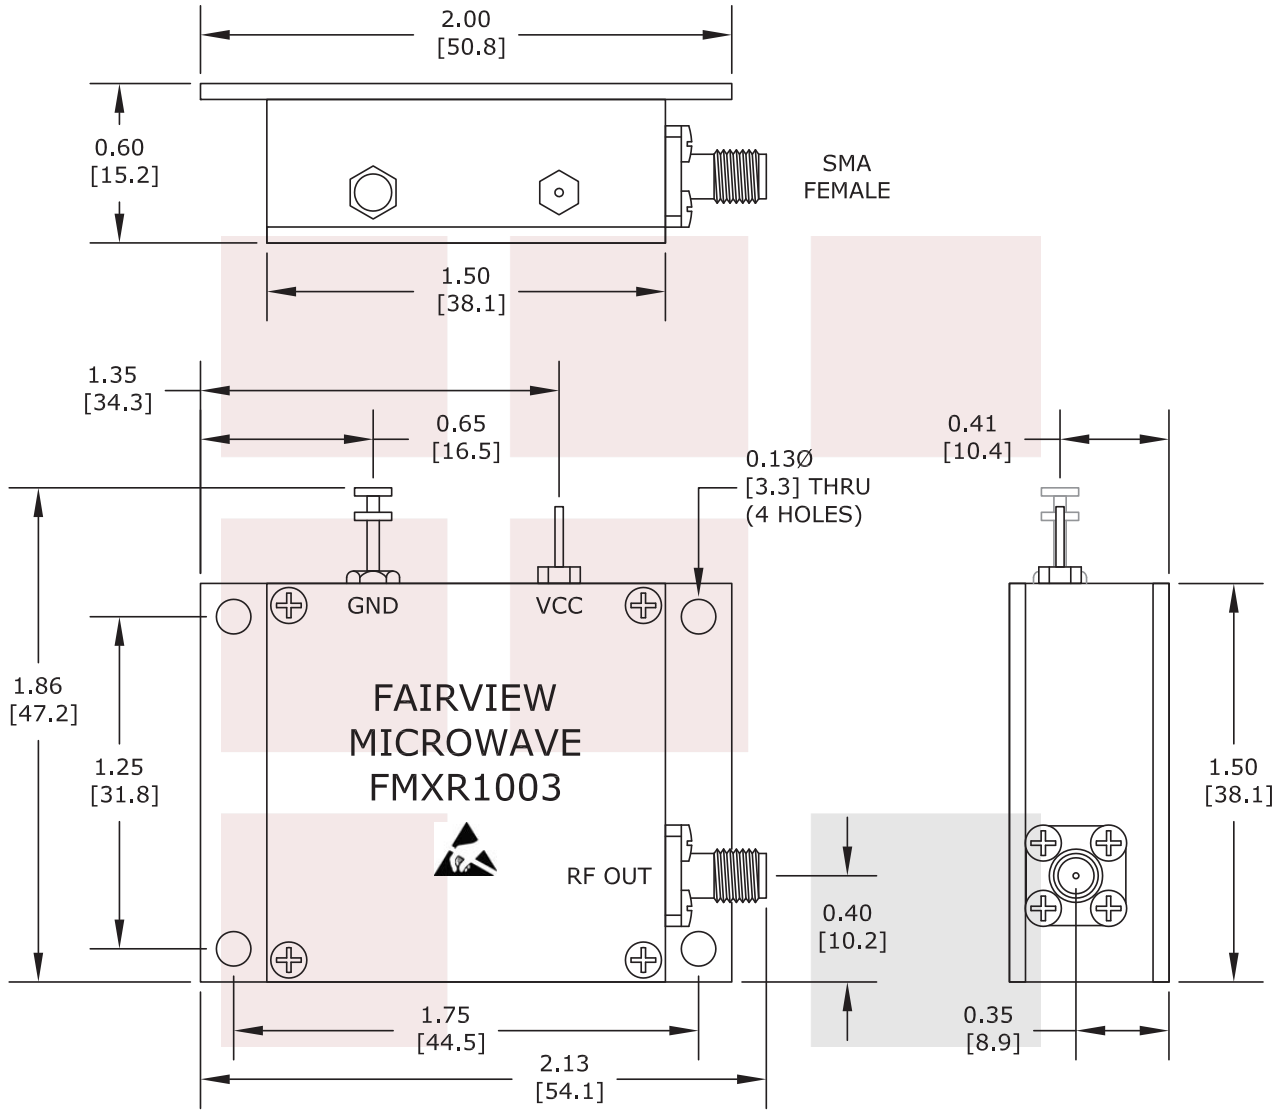 2.00
[50.8]
0.60
[15.2]
SMA
FEMALE
1.50
[38.1]
1.35
[34.3]
0.65
[16.5]
0.41
[10.4]
0.13Ø
[3.3] THRU
(4 HOLES)
GND
VCC
1.86
[47.2]
FAIRVIEW
MICROWAVE
FMXR1003
1.25
[31.8]
1.50
[38.1]
RF OUT
0.40
[10.2]
1.75
[44.5]
0.35
[8.9]
2.13
[54.1]